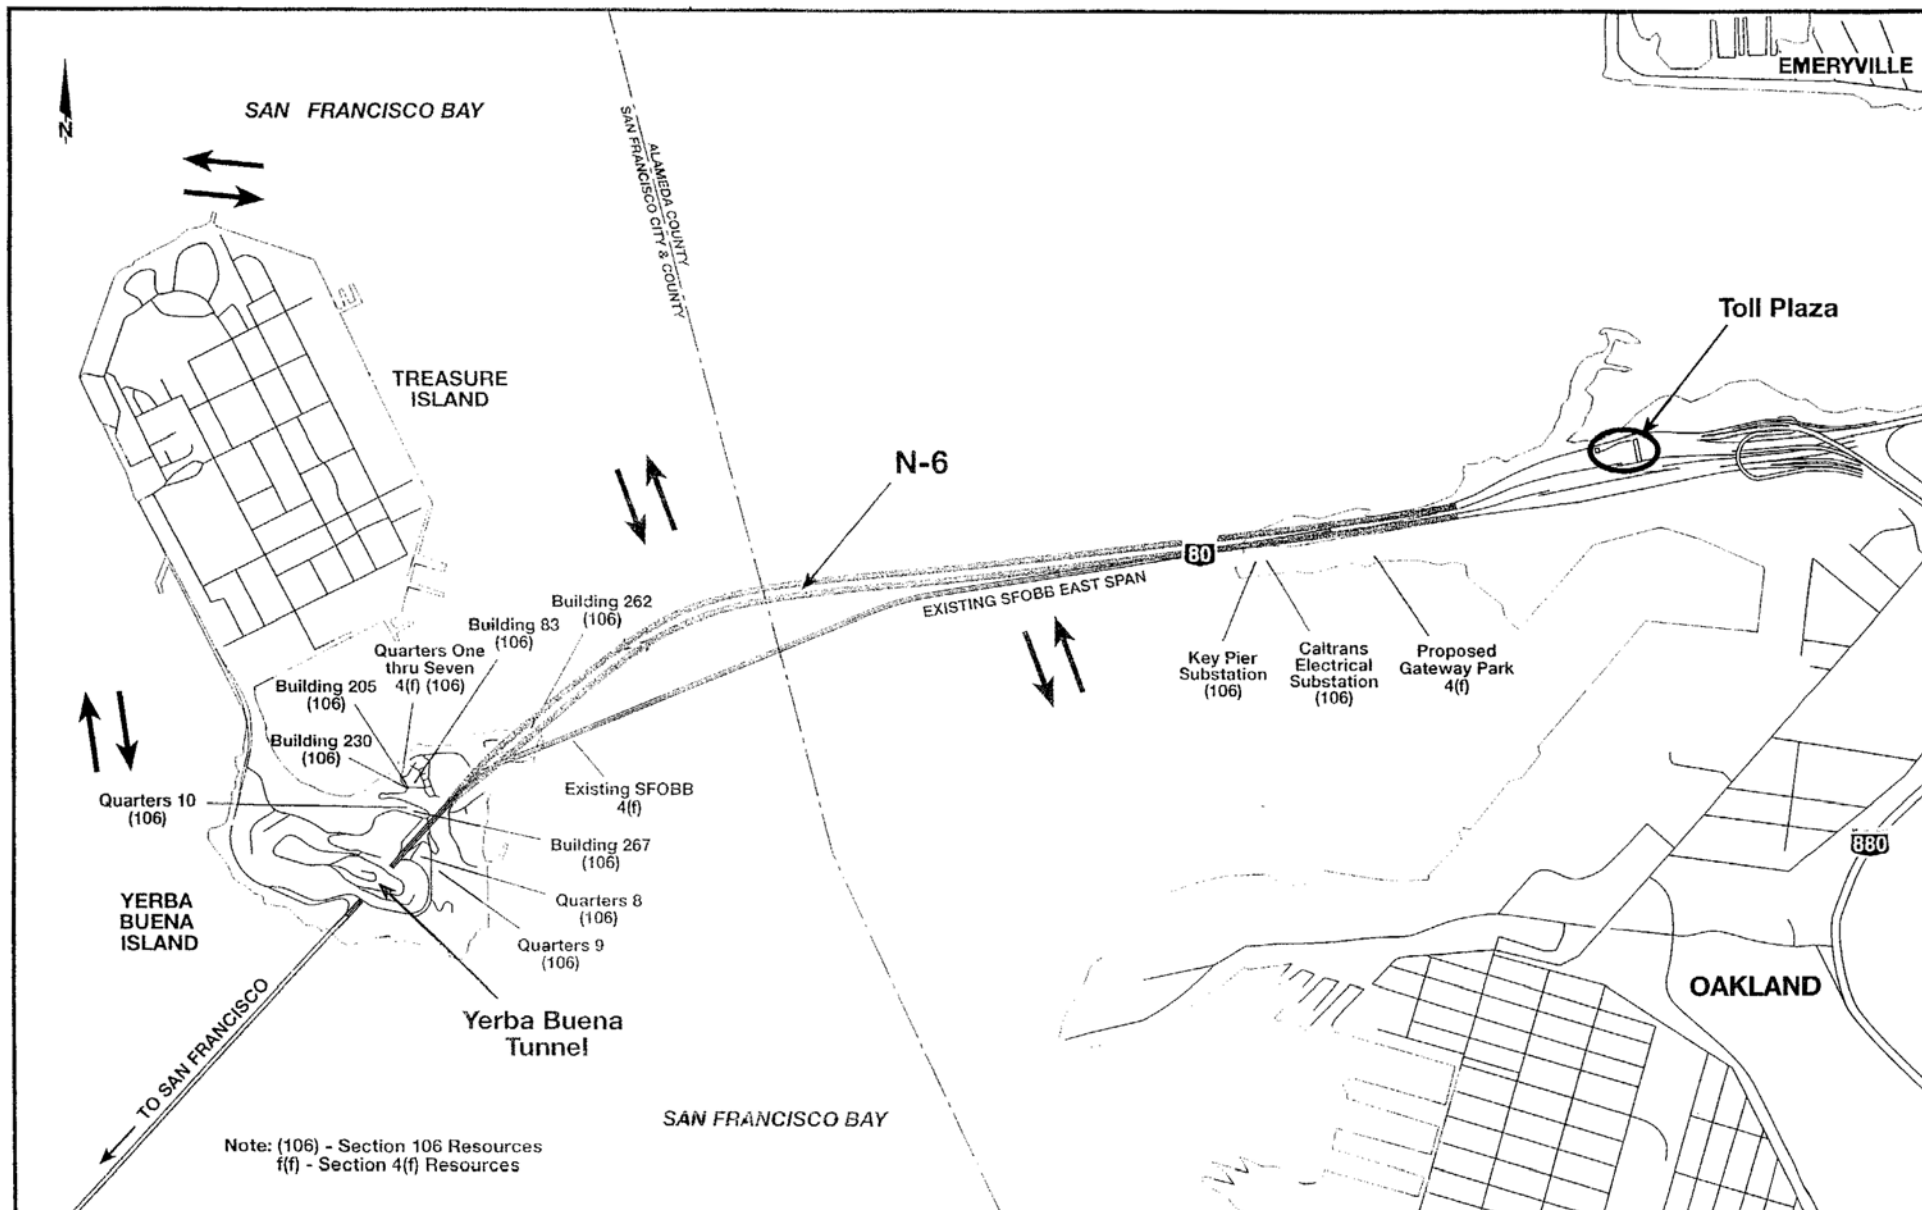 EMERYVILLE
SAN FRANCISCO BAY
N
ALAMEDA COUNTY
SAN FRANCISCO CITY & COUNTY
Toll Plaza
TREASURE
ISLAND
N-6
80
EXISTING SFOBB EAST SPAN
Building 262
(106)
Building 83
(106)
Quarters One
thru Seven
4(f) (106)
Building 205
(106)
Building 230
(106)
Quarters 10
(106)
Key Pier
Substation
(106)
Caltrans
Electrical
Substation
(106)
Proposed
Gateway Park
4(f)
Existing SFOBB
4(f)
Building 267
(106)
Quarters 8
(106)
Quarters 9
(106)
880
YERBA
BUENA
ISLAND
Yerba Buena
Tunnel
OAKLAND
TO SAN FRANCISCO
SAN FRANCISCO BAY
Note: (106) - Section 106 Resources
f(f) - Section 4(f) Resources